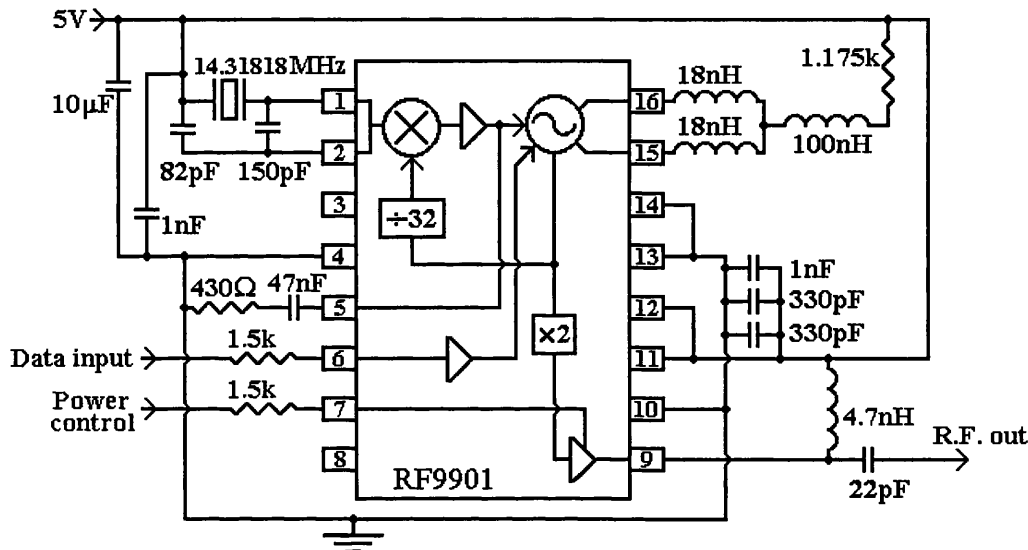 5V
14.31818MHz
10µF
82pF
150pF
1nF
430Ω
47nF
Data input
1.5k
Power
control
1.5k
1
2
3
4
5
6
7
8
÷32
×2
RF9901
16
15
14
13
12
11
10
9
18nH
18nH
100nH
1.175k
1nF
330pF
330pF
4.7nH
R.F. out
22pF